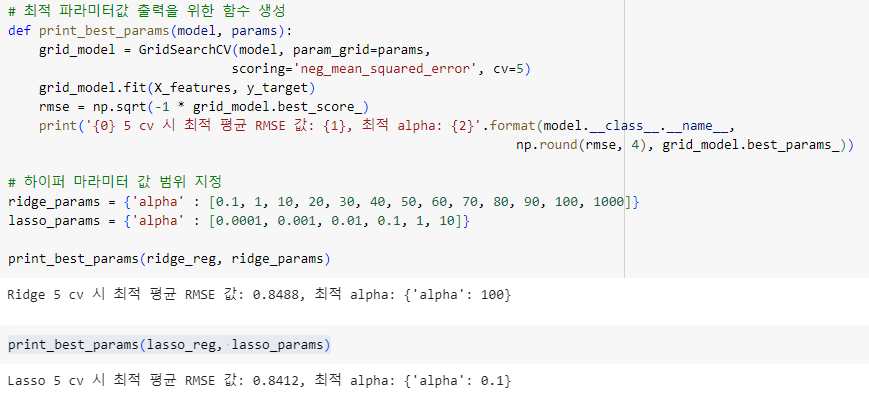 # 최적 파라미터값 출력을 위한 함수 생성
def print_best_params(model, params):
    grid_model = GridSearchCV(model, param_grid=params,
                              scoring='neg_mean_squared_error', cv=5)
    grid_model.fit(X_features, y_target)
    rmse = np.sqrt(-1 * grid_model.best_score_)
    print('{0} 5 cv 시 최적 평균 RMSE 값: {1}, 최적 alpha: {2}'.format(model.__class__.__name__,
                                                                    np.round(rmse, 4), grid_model.best_params_))
# 하이퍼 마라미터 값 범위 지정
ridge_params = {'alpha' : [0.1, 1, 10, 20, 30, 40, 50, 60, 70, 80, 90, 100, 1000]}
lasso_params = {'alpha' : [0.0001, 0.001, 0.01, 0.1, 1, 10]}
print_best_params(ridge_reg, ridge_params)
Ridge 5 cv 시 최적 평균 RMSE 값: 0.8488, 최적 alpha: {'alpha': 100}
print_best_params(lasso_reg, lasso_params)
Lasso 5 cv 시 최적 평균 RMSE 값: 0.8412, 최적 alpha: {'alpha': 0.1}